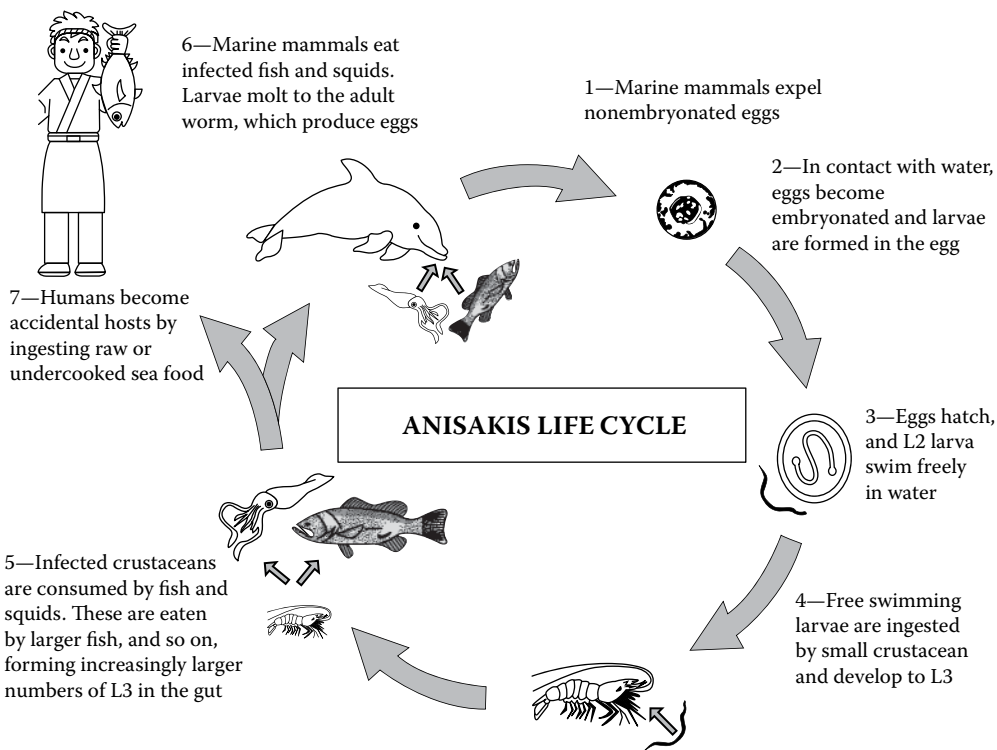 6—Marine mammals eat
infected fish and squids.
Larvae molt to the adult
worm, which produce eggs
1—Marine mammals expel
nonembryonated eggs
2—In contact with water,
eggs become
embryonated and larvae
are formed in the egg
7—Humans become
accidental hosts by
ingesting raw or
undercooked sea food
ANISAKIS LIFE CYCLE
3—Eggs hatch,
and L2 larva
swim freely
in water
5—Infected crustaceans
are consumed by fish and
squids. These are eaten
by larger fish, and so on,
forming increasingly larger
numbers of L3 in the gut
4—Free swimming
larvae are ingested
by small crustacean
and develop to L3